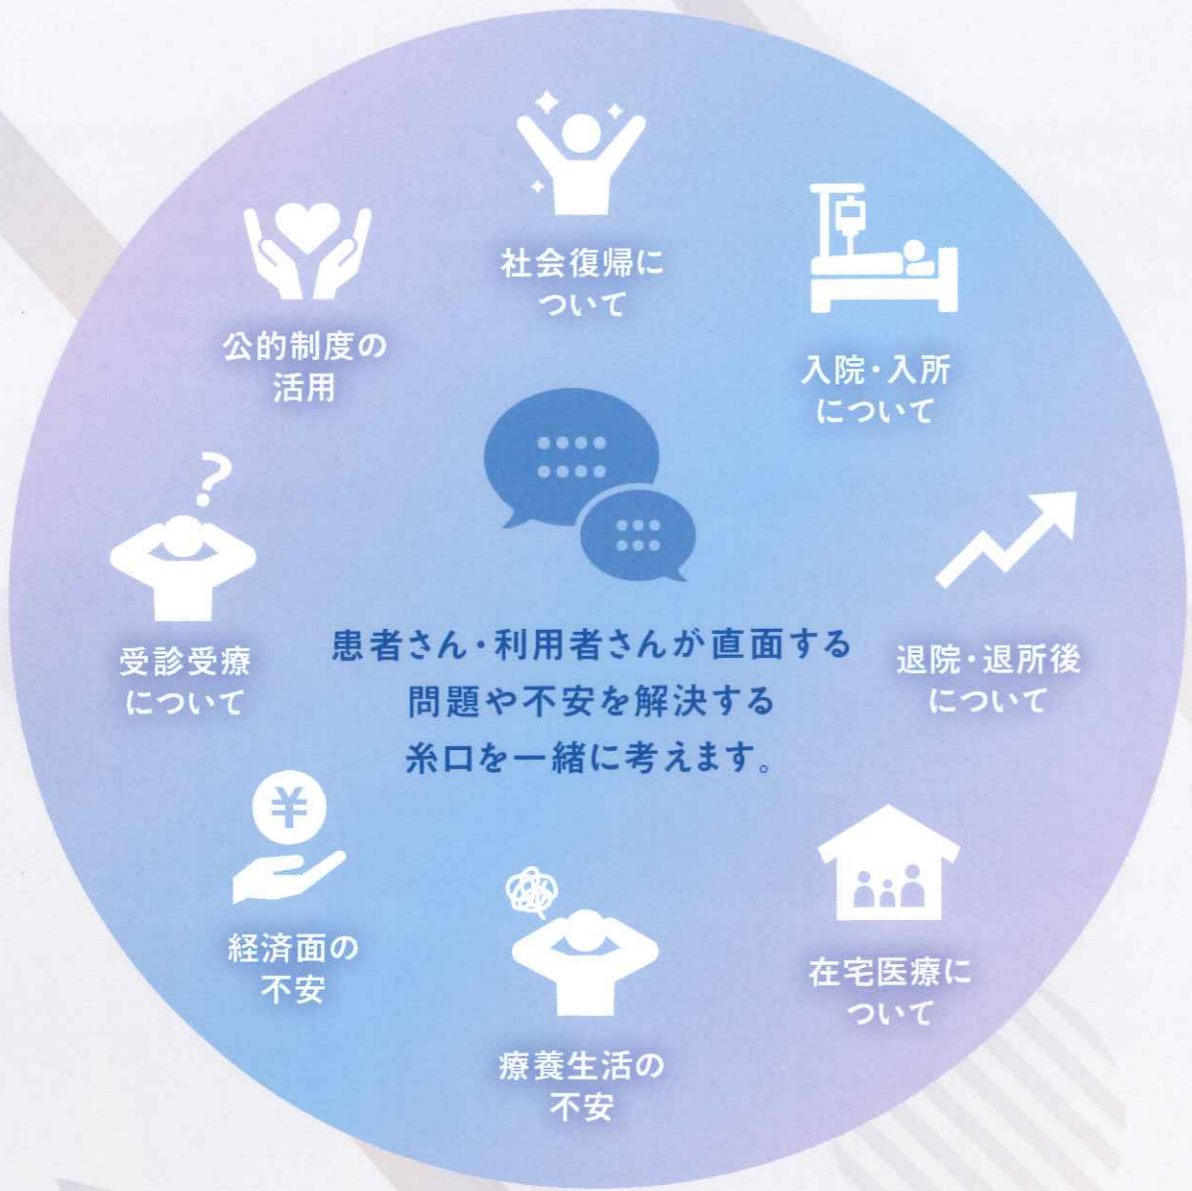 社会復帰に
ついて
入院・入所
について
公的制度の
活用
受診受療
について
患者さん・利用者さんが直面する
問題や不安を解決する
糸口を一緒に考えます。
退院・退所後
について
¥
経済面の
不安
在宅医療に
ついて
療養生活の
不安
?